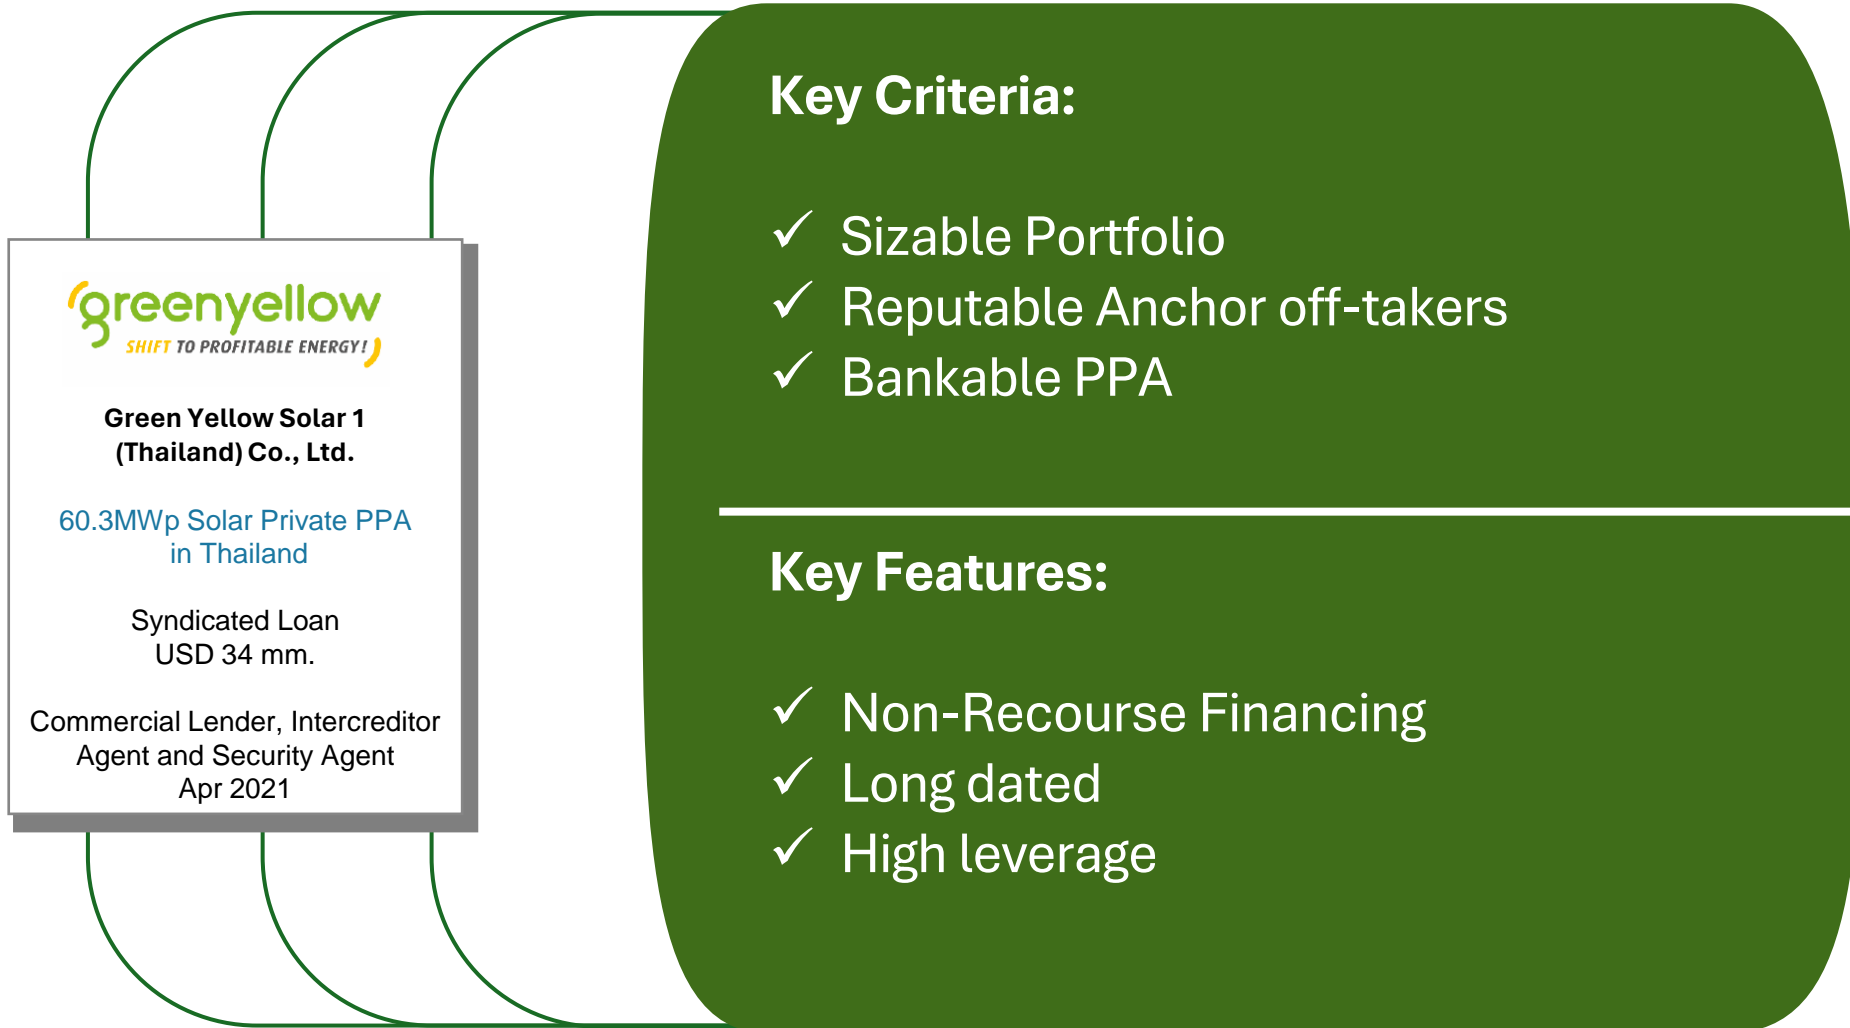 greenyellow
SHIFT TO PROFITABLE ENERGY!
Green Yellow Solar 1
(Thailand) Co., Ltd.
60.3MWp Solar Private PPA
in Thailand
Syndicated Loan
USD 34 mm.
Commercial Lender, Intercreditor
Agent and Security Agent
Apr 2021
Key Criteria:
✓ Sizable Portfolio
✓ Reputable Anchor off-takers
✓ Bankable PPA
Key Features:
✓ Non-Recourse Financing
✓ Long dated
✓ High leverage